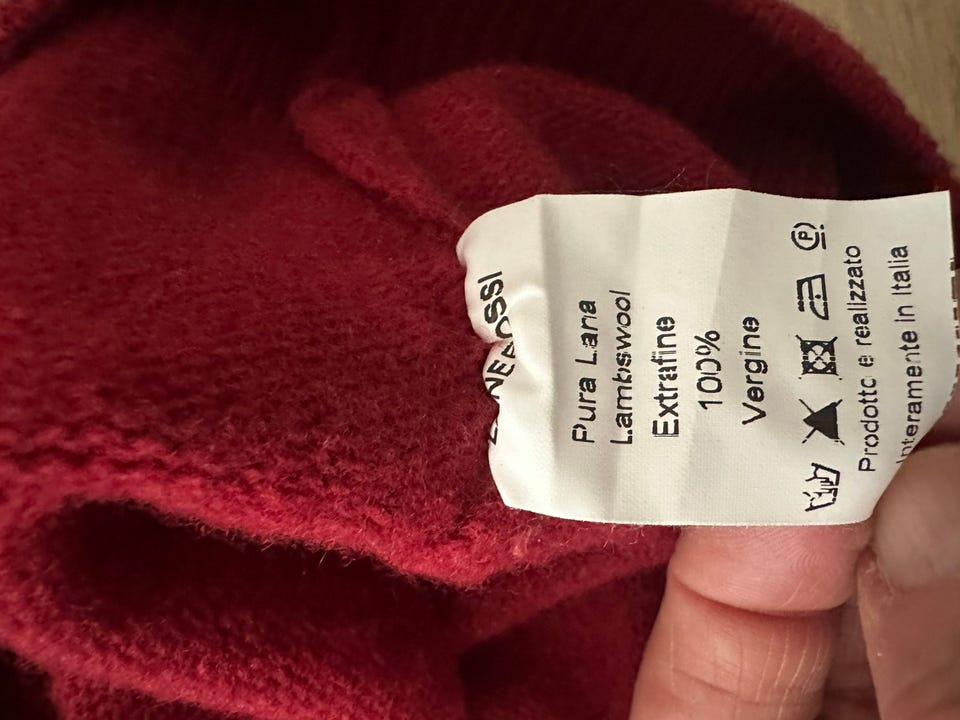 Pura Lana
Lambswool
Extrafine
100%
Vergine
P
Prodotto e realizzato
Interamente in Italia